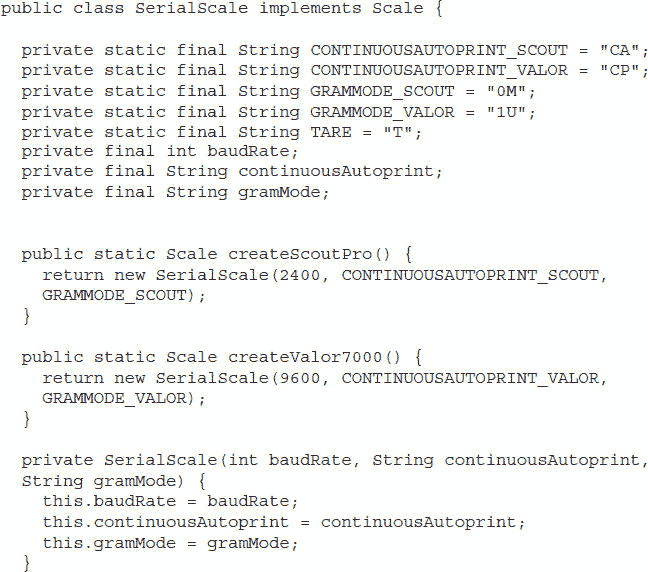 public class SerialScale implements Scale {
private static final String CONTINUOUSAUTOPRINT_SCOUT = "CA";
private static final String CONTINUOUSAUTOPRINT_VALOR = "CP";
private static final String GRAMMODE_SCOUT = "0M";
private static final String GRAMMODE_VALOR = "1U";
private static final String TARE = "T";
private final int baudRate;
private final String continuousAutoprint;
private final String gramMode;
public static Scale createScoutPro() {
return new SerialScale(2400, CONTINUOUSAUTOPRINT_SCOUT,
GRAMMODE_SCOUT);
}
public static Scale createValor7000() {
return new SerialScale(9600, CONTINUOUSAUTOPRINT_VALOR,
GRAMMODE_VALOR);
}
private SerialScale(int baudRate, String continuousAutoprint,
String gramMode) {
this.baudRate = baudRate;
this.continuousAutoprint = continuousAutoprint;
this.gramMode = gramMode;
}